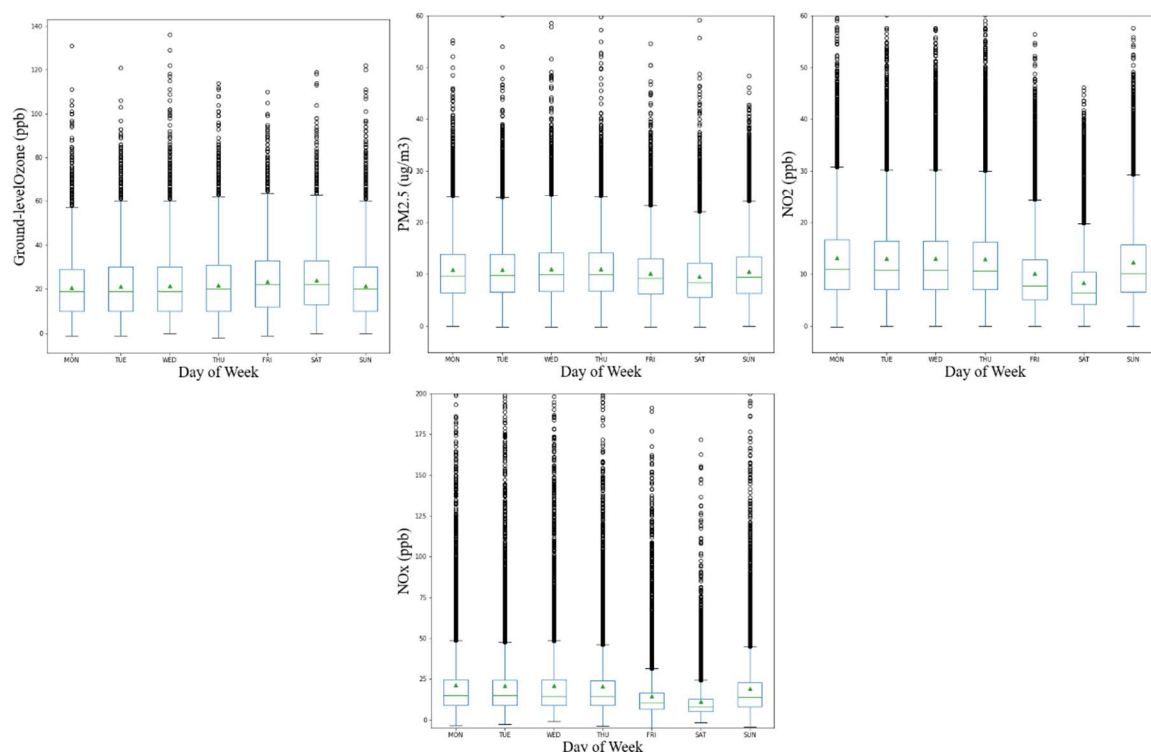 140
120
100
80
60
40
20
0
Ground-levelOzone (ppb)
MON TUE WED THU FRI SAT SUN
Day of Week
60
50
40
30
20
10
0
PM2.5 (ug/m3)
MON TUE WED THU FRI SAT SUN
Day of Week
60
50
40
30
20
10
0
NO2 (ppb)
MON TUE WED THU FRI SAT SUN
Day of Week
200
175
150
125
100
75
50
25
0
NOx (ppb)
MON TUE WED THU FRI SAT SUN
Day of Week